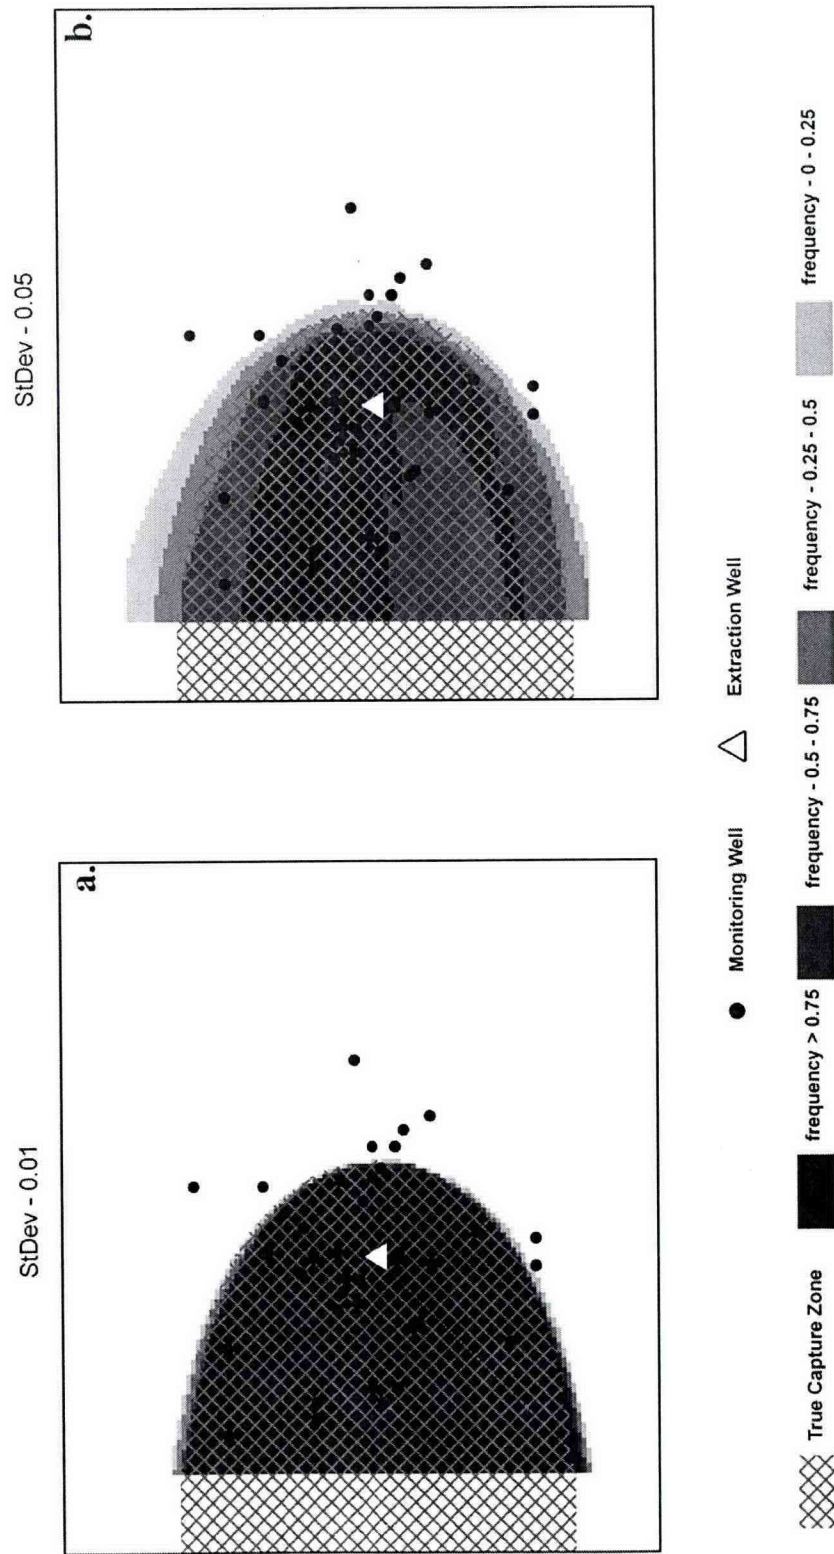 StDev - 0.01
a.
StDev - 0.05
b.
Monitoring Well
Extraction Well
True Capture Zone
frequency > 0.75
frequency - 0.5 - 0.75
frequency - 0.25 - 0.5
frequency - 0 - 0.25